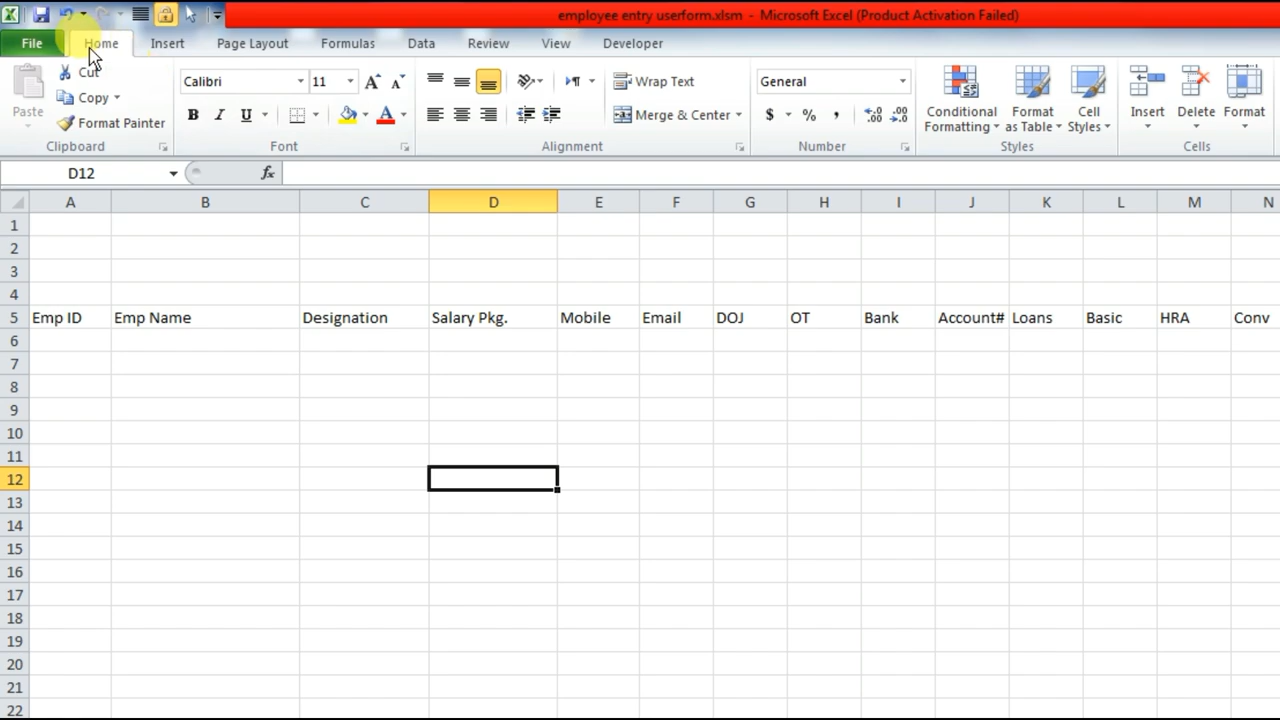 employee entry userform.xlsm - Microsoft Excel (Product Activation Failed)
File Home Insert Page Layout Formulas Data Review View Developer
Cut Calibri 11 Wrap Text General
Paste Copy Conditional Format Cell Insert Delete Format
Format Painter B I U Merge & Center $ % , Formatting as Table Styles
Clipboard Font Alignment Number Styles Cells
D12 fx
A B C D E F G H I J K L M N
1
2
3
4
5 Emp ID Emp Name Designation Salary Pkg. Mobile Email DOJ OT Bank Account# Loans Basic HRA Conv
6
7
8
9
10
11
12
13
14
15
16
17
18
19
20
21
22